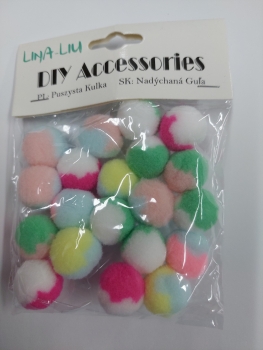 LINA-LIU
DIY Accessories
PL: Puszysta Kulka SK: Nadýchaná Guľa